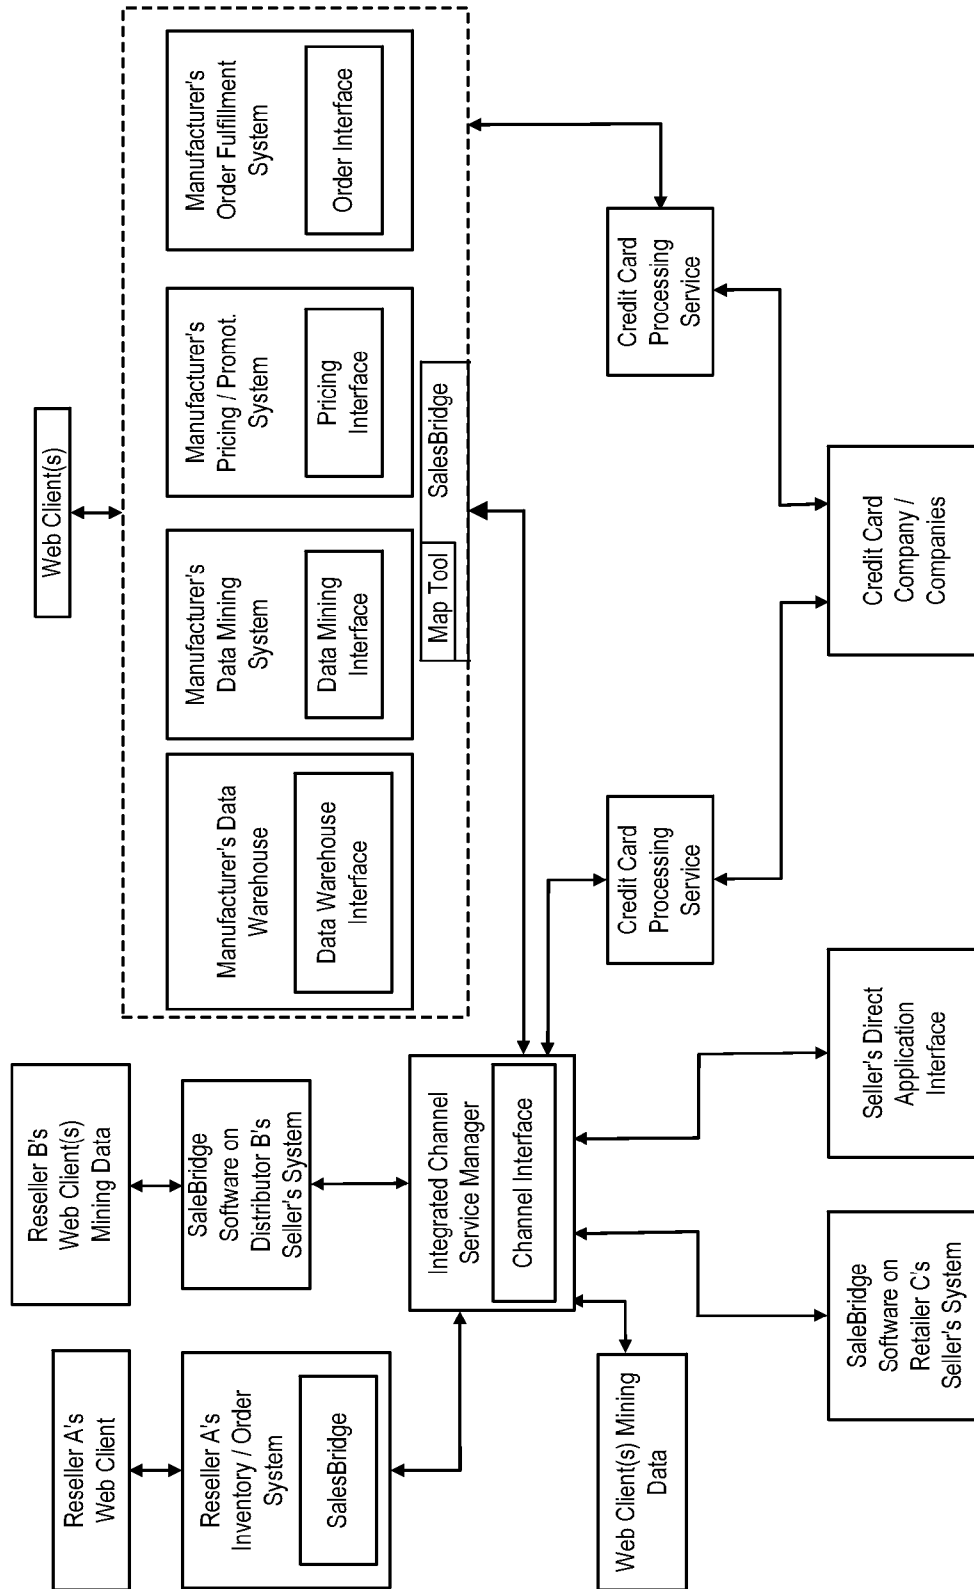 Reseller A's
Web Client
Reseller B's
Web Client(s)
Mining Data
Web Client(s)
Reseller A's
Inventory / Order
System
SalesBridge
SaleBridge
Software on
Distributor B's
Seller's System
Manufacturer's Data
Warehouse
Data Warehouse
Interface
Manufacturer's
Data Mining
System
Data Mining
Interface
Manufacturer's
Pricing / Promot.
System
Pricing
Interface
Manufacturer's
Order Fulfillment
System
Order Interface
Map Tool
SalesBridge
Integrated Channel
Service Manager
Channel Interface
Web Client(s) Mining
Data
Credit Card
Processing
Service
Credit Card
Processing
Service
SaleBridge
Software on
Retailer C's
Seller's System
Seller's Direct
Application
Interface
Credit Card
Company /
Companies